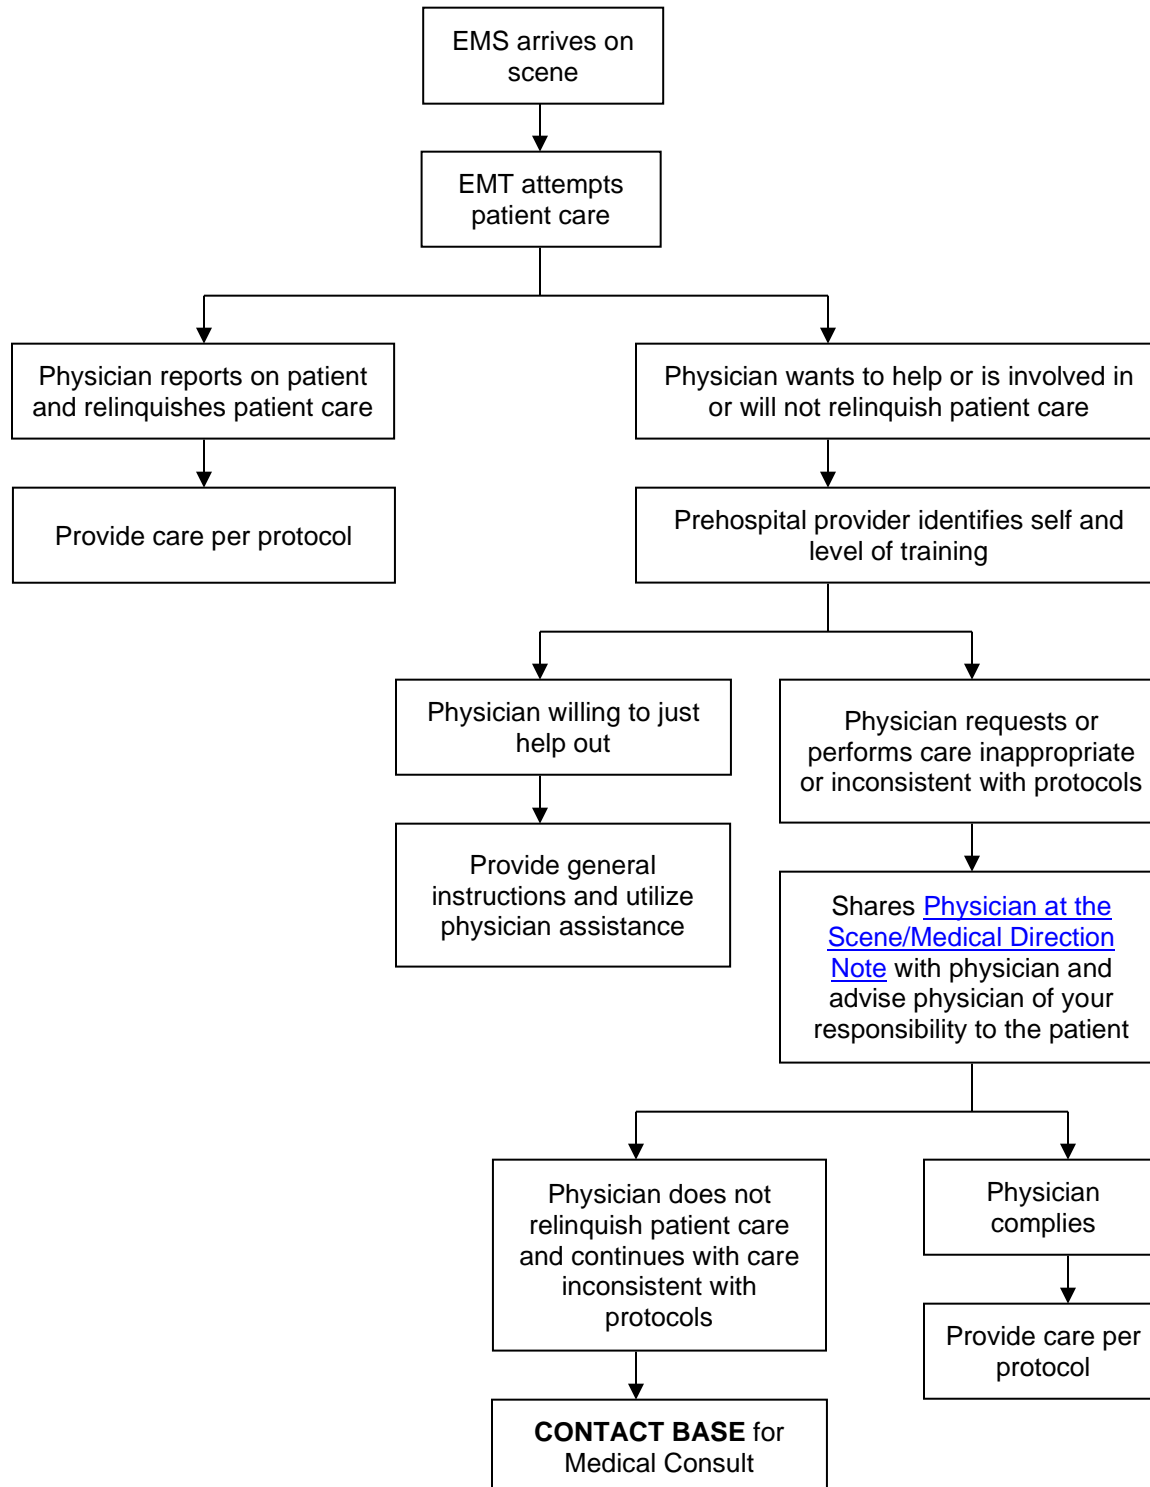 EMS arrives on
scene
EMT attempts
patient care
Physician reports on patient
and relinquishes patient care
Physician wants to help or is involved in
or will not relinquish patient care
Provide care per protocol
Prehospital provider identifies self and
level of training
Physician willing to just
help out
Physician requests or
performs care inappropriate
or inconsistent with protocols
Provide general
instructions and utilize
physician assistance
Shares Physician at the
Scene/Medical Direction
Note with physician and
advise physician of your
responsibility to the patient
Physician does not
relinquish patient care
and continues with care
inconsistent with
protocols
Physician
complies
Provide care per
protocol
CONTACT BASE for
Medical Consult